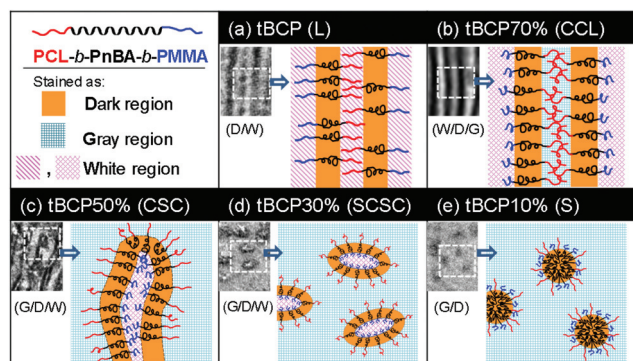 PCL-b-PnBA-b-PMMA
Stained as:
Dark region
Gray region
, White region
(a) tBCP (L)
(D/W)
(b) tBCP70% (CCL)
(W/D/G)
(c) tBCP50% (CSC)
(G/D/W)
(d) tBCP30% (SCSC)
(G/D/W)
(e) tBCP10% (S)
(G/D)